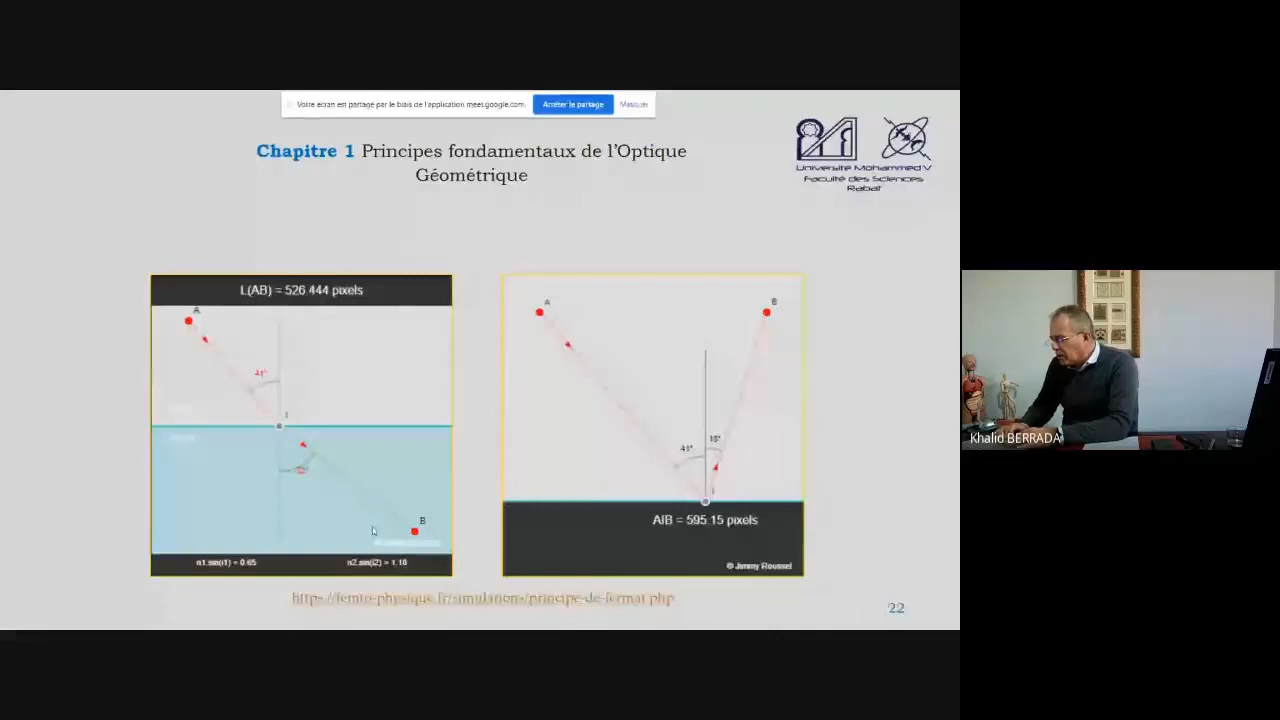 Votre écran est partagé par le biais de l'application meet.google.com.
Arrêter le partage
Masquer
Chapitre 1 Principes fondamentaux de l'Optique
Géométrique
Université Mohammed V
Faculté des Sciences
Rabat
L(AB) = 526.444 pixels
A
41°
I
B
n1.sin(i1) = 0.65
n2.sin(i2) = 1.18
A
B
41°
18°
I
AIB = 595.15 pixels
© Jimmy Roussel
https://femto-physique.fr/simulations/principe-de-fermat.php
22
Khalid BERRADA